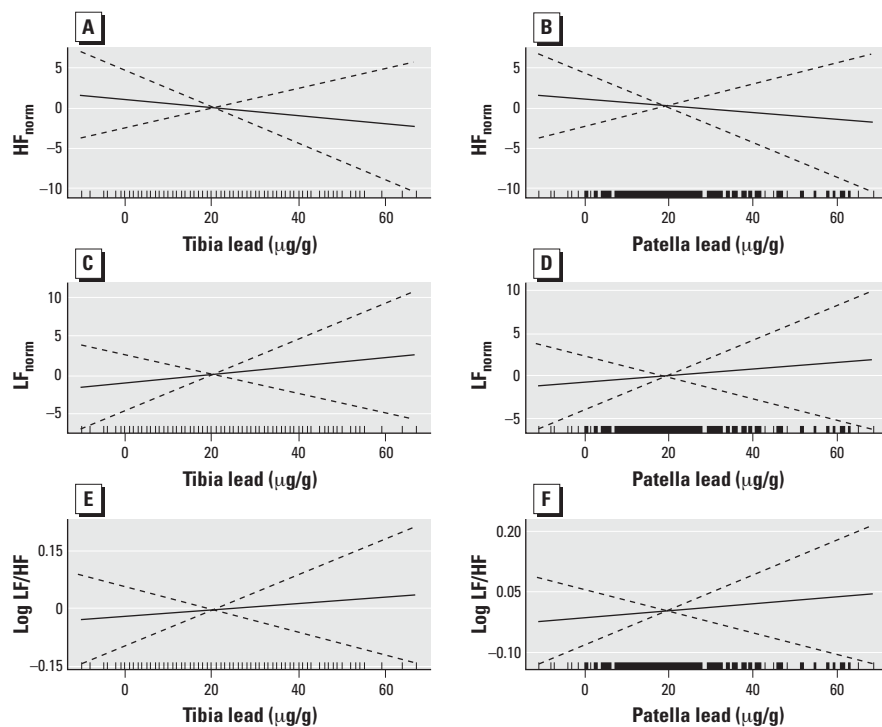 A
HFnorm
5
0
−5
−10
0 20 40 60
Tibia lead (μg/g)
B
HFnorm
5
0
−5
−10
0 20 40 60
Patella lead (μg/g)
C
LFnorm
10
5
0
−5
0 20 40 60
Tibia lead (μg/g)
D
LFnorm
10
5
0
−5
0 20 40 60
Patella lead (μg/g)
E
Log LF/HF
0.15
0
−0.15
0 20 40 60
Tibia lead (μg/g)
F
Log LF/HF
0.20
0.05
−0.10
0 20 40 60
Patella lead (μg/g)